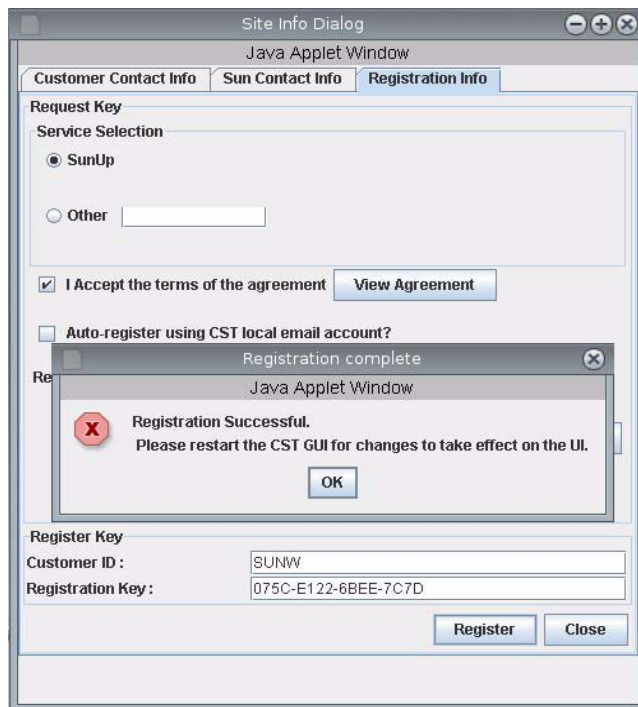 Site Info Dialog
Java Applet Window
Customer Contact Info
Sun Contact Info
Registration Info
Request Key
Service Selection
SunUp
Other
I Accept the terms of the agreement
View Agreement
Auto-register using CST local email account?
Re
Registration complete
Java Applet Window
Registration Successful.
Please restart the CST GUI for changes to take effect on the UI.
OK
Register Key
Customer ID :
SUNW
Registration Key :
075C-E122-6BEE-7C7D
Register
Close